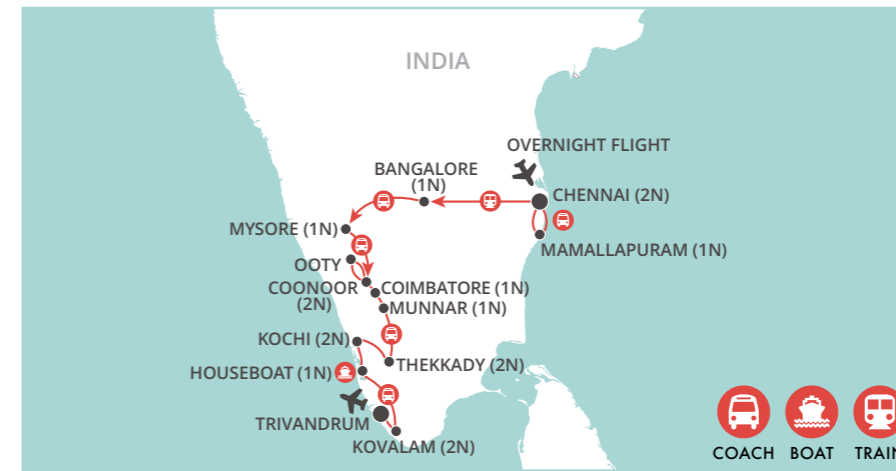 INDIA
OVERNIGHT FLIGHT
BANGALORE
(1N)
CHENNAI (2N)
MYSORE (1N)
MAMALLAPURAM (1N)
OOTY
COONOOR
(2N)
COIMBATORE (1N)
MUNNAR (1N)
KOCHI (2N)
THEKKADY (2N)
HOUSEBOAT (1N)
TRIVANDRUM
KOVALAM (2N)
COACH BOAT TRAIN